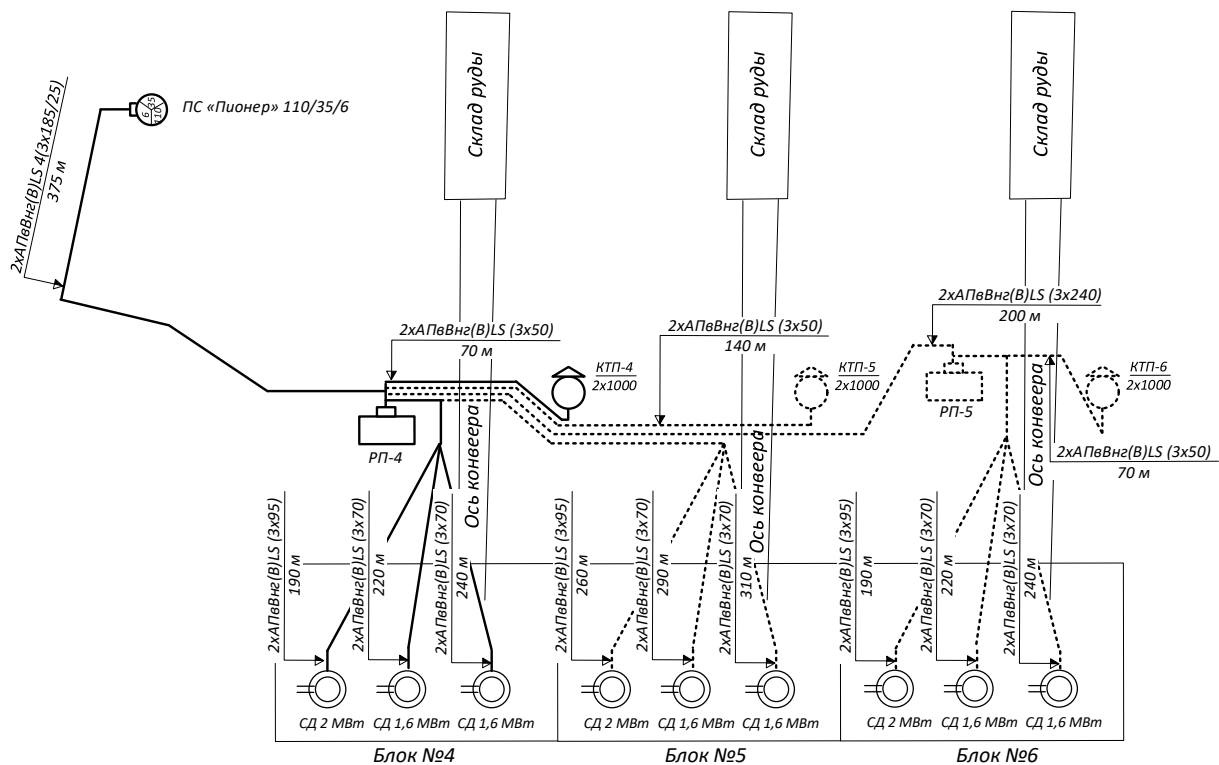 Склад руды
Склад руды
Склад руды
ПС «Пионер» 110/35/6
6
35
110
2хАПвВнг(В)LS 4(3х185/25)
375 м
2хАПвВнг(В)LS (3х50)
70 м
КТП-4
2х1000
РП-4
2хАПвВнг(В)LS (3х50)
140 м
КТП-5
2х1000
2хАПвВнг(В)LS (3х240)
200 м
РП-5
КТП-6
2х1000
2хАПвВнг(В)LS (3х50)
70 м
Ось конвеера
Ось конвеера
Ось конвеера
2хАПвВнг(В)LS (3х95)
190 м
2хАПвВнг(В)LS (3х70)
220 м
2хАПвВнг(В)LS (3х70)
240 м
2хАПвВнг(В)LS (3х95)
260 м
2хАПвВнг(В)LS (3х70)
290 м
2хАПвВнг(В)LS (3х70)
310 м
2хАПвВнг(В)LS (3х95)
190 м
2хАПвВнг(В)LS (3х70)
220 м
2хАПвВнг(В)LS (3х70)
240 м
СД 2 МВт
СД 1,6 МВт
СД 1,6 МВт
СД 2 МВт
СД 1,6 МВт
СД 1,6 МВт
СД 2 МВт
СД 1,6 МВт
СД 1,6 МВт
Блок №4
Блок №5
Блок №6